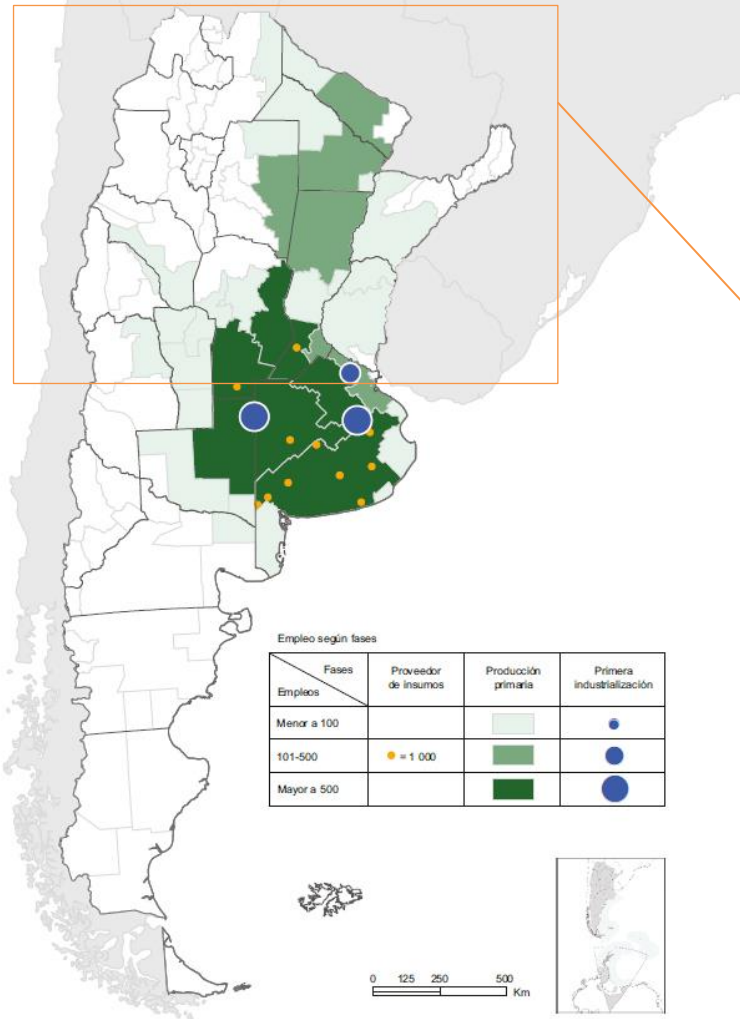 Empleo según fases
Fases
Empleos
Proveedor
de insumos
Producción
primaria
Primera
industrialización
Menor a 100
101-500
= 1 000
Mayor a 500
0 125 250 500
Km